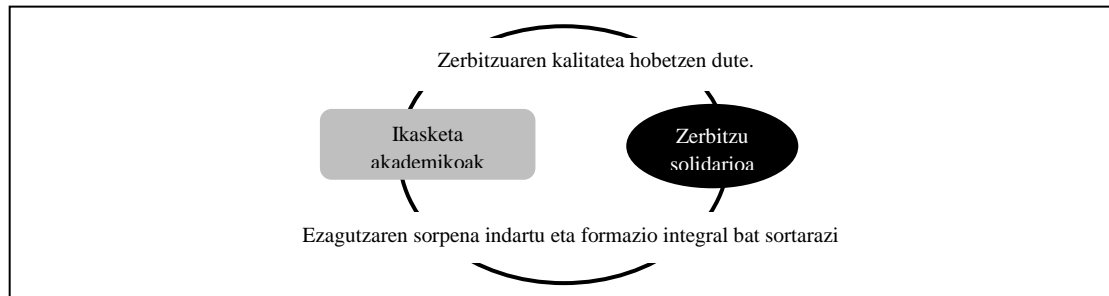 Zerbitzuaren kalitatea hobetzen dute.
Ikasketa
akademikoak
Zerbitzu
solidarioa
Ezagutzaren sorpena indartu eta formazio integral bat sortarazi